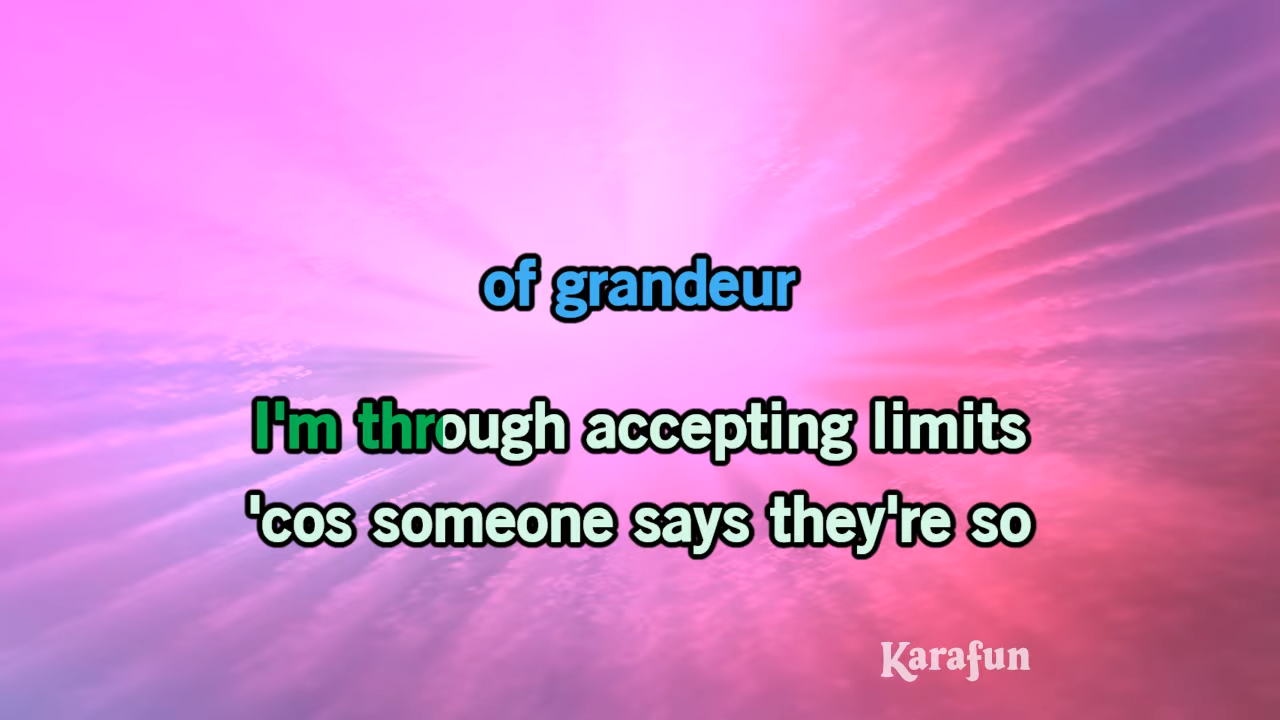 of grandeur
I'm through accepting limits
'cos someone says they're so
Karafun